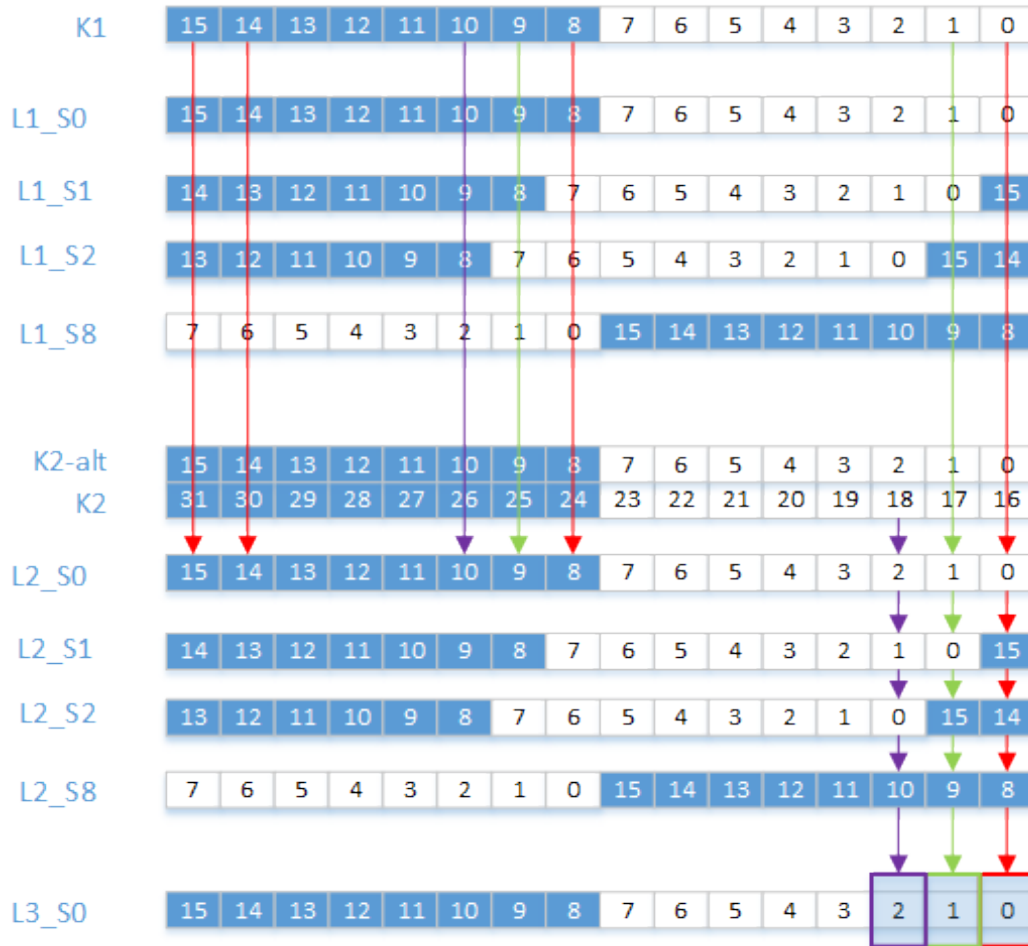 K1 15 14 13 12 11 10 9 8 7 6 5 4 3 2 1 0
L1_S0 15 14 13 12 11 10 9 8 7 6 5 4 3 2 1 0
L1_S1 14 13 12 11 10 9 8 7 6 5 4 3 2 1 0 15
L1_S2 13 12 11 10 9 8 7 6 5 4 3 2 1 0 15 14
L1_S8 7 6 5 4 3 2 1 0 15 14 13 12 11 10 9 8
K2-alt 15 14 13 12 11 10 9 8 7 6 5 4 3 2 1 0
K2 31 30 29 28 27 26 25 24 23 22 21 20 19 18 17 16
L2_S0 15 14 13 12 11 10 9 8 7 6 5 4 3 2 1 0
L2_S1 14 13 12 11 10 9 8 7 6 5 4 3 2 1 0 15
L2_S2 13 12 11 10 9 8 7 6 5 4 3 2 1 0 15 14
L2_S8 7 6 5 4 3 2 1 0 15 14 13 12 11 10 9 8
L3_S0 15 14 13 12 11 10 9 8 7 6 5 4 3 2 1 0